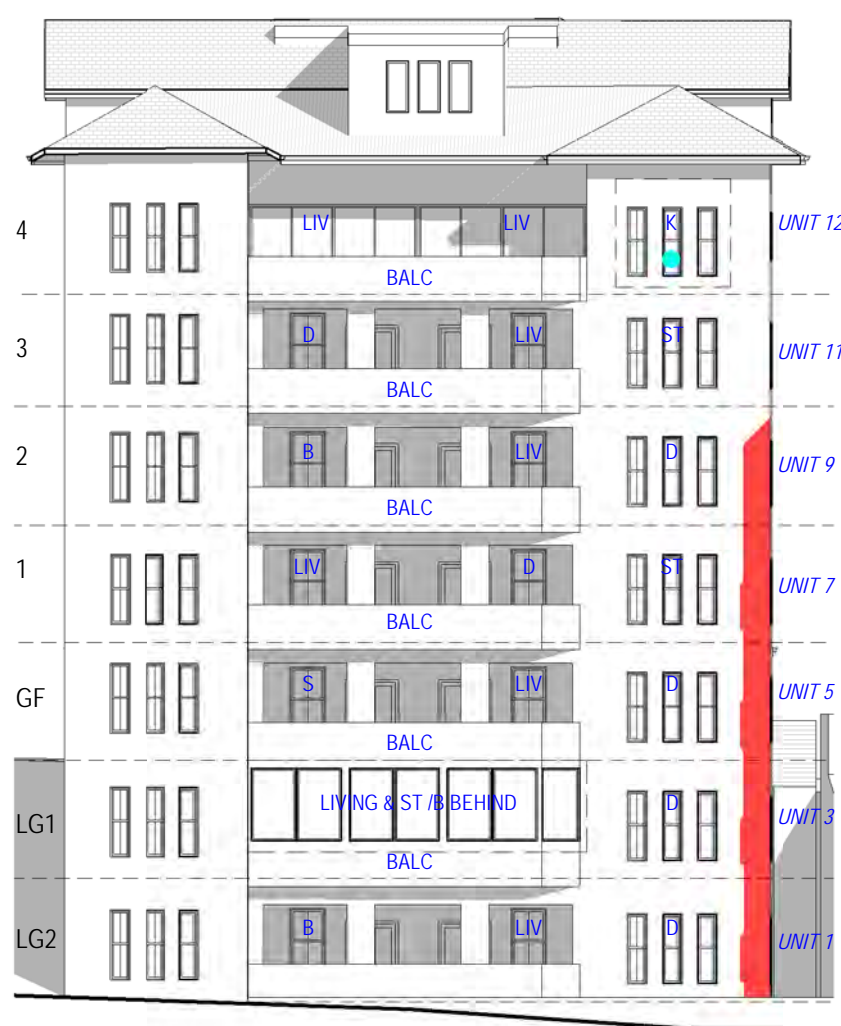 4 LIV LIV K UNIT 12
BALC
3 D LIV ST UNIT 11
BALC
2 B LIV D UNIT 9
BALC
1 LIV D ST UNIT 7
BALC
GF S LIV D UNIT 5
BALC
LIVING & ST /B BEHIND D
LG1 UNIT 3
BALC
LG2 B LIV D UNIT 1